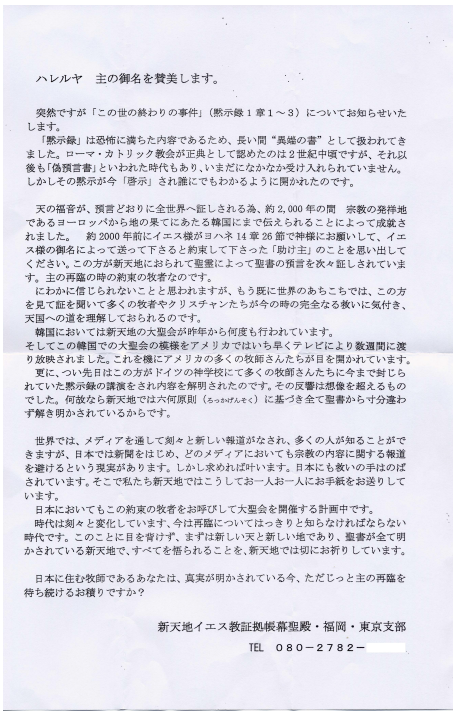 ハレルヤ　主の御名を賛美します。
突然ですが「この世の終わりの事件」（黙示録１章１～３）についてお知らせいた
します。
「黙示録」は恐怖に満ちた内容であるため、長い間“異端の書”として扱われてき
ました。ローマ・カトリック教会が正典として認めたのは２世紀中頃ですが、それ以
後も「偽預言書」といわれた時代もあり、いまだになかなか受け入れられていません。
しかしその黙示が今「啓示」され誰にでもわかるように開かれたのです。
天の福音が、預言どおりに全世界へ証しされる為、約2,000年の間　宗教の発祥地
であるヨーロッパから地の果てにあたる韓国にまで伝えられることによって成就さ
れました。　約2000年前にイエス様がヨハネ14章26節で神様にお願いして、イエ
ス様の御名によって送って下さると約束して下さった「助け主」のことを思い出して
ください。この方が新天地におられて聖霊によって聖書の預言を次々証しされていま
す。主の再臨の時の約束の牧者なのです。
にわかに信じられないことと思われますが、もう既に世界のあちこちでは、この方
を見て証を聞いて多くの牧者やクリスチャンたちが今の時の完全なる救いに気付き、
天国への道を理解しておられるのです。
韓国においては新天地の大聖会が昨年から何度も行われています。
そしてこの韓国での大聖会の模様をアメリカではいち早くテレビにより数週間に渡
り放映されました。これを機にアメリカの多くの牧師さんたちが目を開かれています。
更に、つい先日はこの方がドイツの神学校にて多くの牧師さんたちに今まで封じら
れていた黙示録の講演をされ内容を解明されたのです。その反響は想像を超えるもの
でした。何故なら新天地では六何原則（ろっかげんそく）に基づき全て聖書から寸分違わ
ず解き明かされているからです。
世界では、メディアを通して刻々と新しい報道がなされ、多くの人が知ることがで
きますが、日本では新聞をはじめ、どのメディアにおいても宗教の内容に関する報道
を避けるという現実があります。しかし求めれば叶います。日本にも救いの手はのば
されています。そこで私たち新天地ではこうしてお一人お一人にお手紙をお送りして
います。
日本においてもこの約束の牧者をお呼びして大聖会を開催する計画中です。
時代は刻々と変化しています、今は再臨についてはっきりと知らなければならない
時代です。このことに目を背けず、まずは新しい天と新しい地であり、聖書が全て明
かされている新天地で、すべてを悟られることを、新天地では切にお祈りしています。
日本に住む牧師であるあなたは、真実が明かされている今、ただじっと主の再臨を
待ち続けるお積りですか？
新天地イエス教証拠帳幕聖殿・福岡・東京支部
TEL　０８０－２７８２－